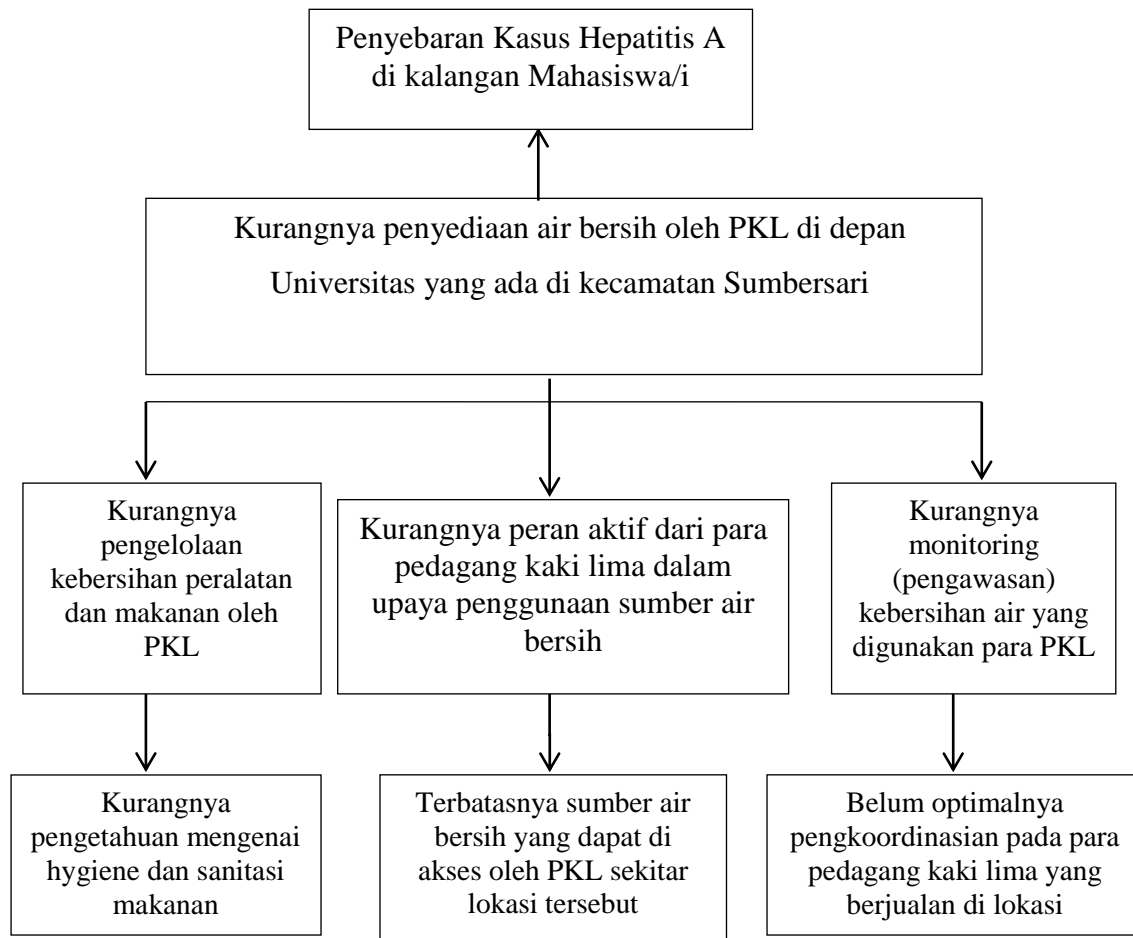 Penyebaran Kasus Hepatitis A
di kalangan Mahasiswa/i
Kurangnya penyediaan air bersih oleh PKL di depan
Universitas yang ada di kecamatan Sumbersari
Kurangnya
pengelolaan
kebersihan peralatan
dan makanan oleh
PKL
Kurangnya peran aktif dari para
pedagang kaki lima dalam
upaya penggunaan sumber air
bersih
Kurangnya
monitoring
(pengawasan)
kebersihan air yang
digunakan para PKL
Kurangnya
pengetahuan mengenai
hygiene dan sanitasi
makanan
Terbatasnya sumber air
bersih yang dapat di
akses oleh PKL sekitar
lokasi tersebut
Belum optimalnya
pengkoordinasian pada para
pedagang kaki lima yang
berjualan di lokasi